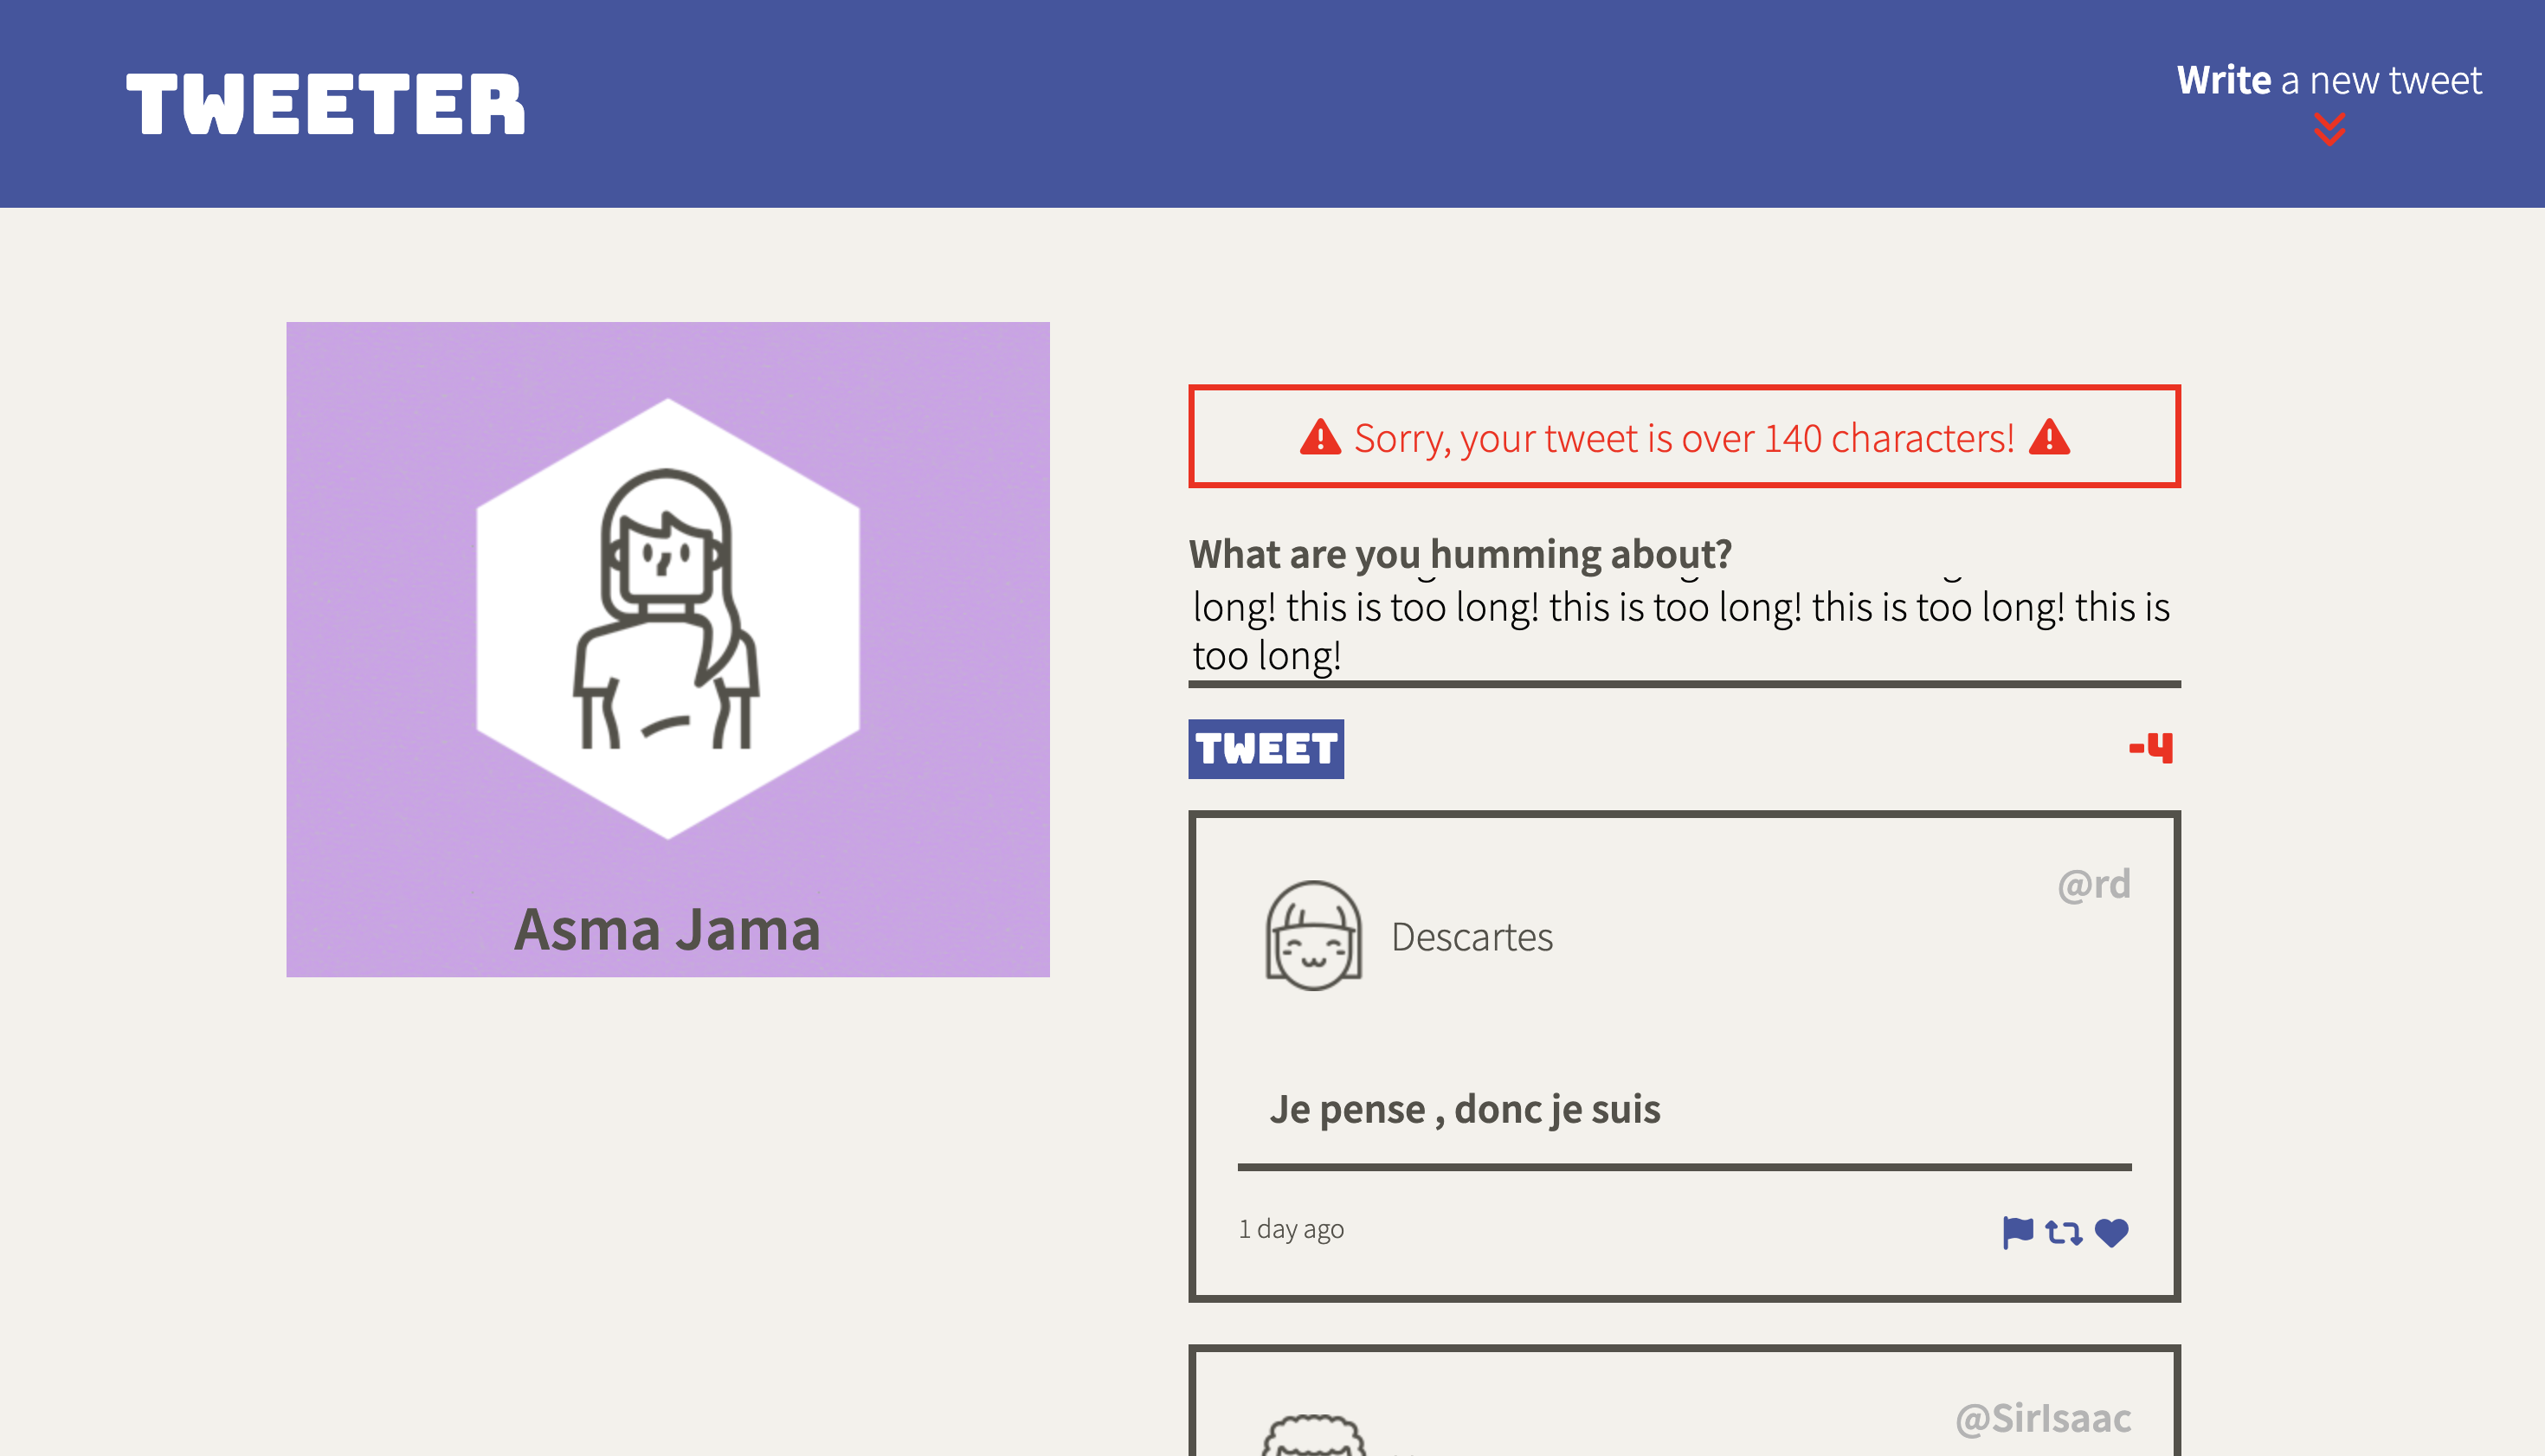 TWEETER
Write a new tweet
Asma Jama
Sorry, your tweet is over 140 characters!
What are you humming about?
long! this is too long! this is too long! this is too long! this is
too long!
TWEET
-4
@rd
Descartes
Je pense , donc je suis
1 day ago
@SirIsaac